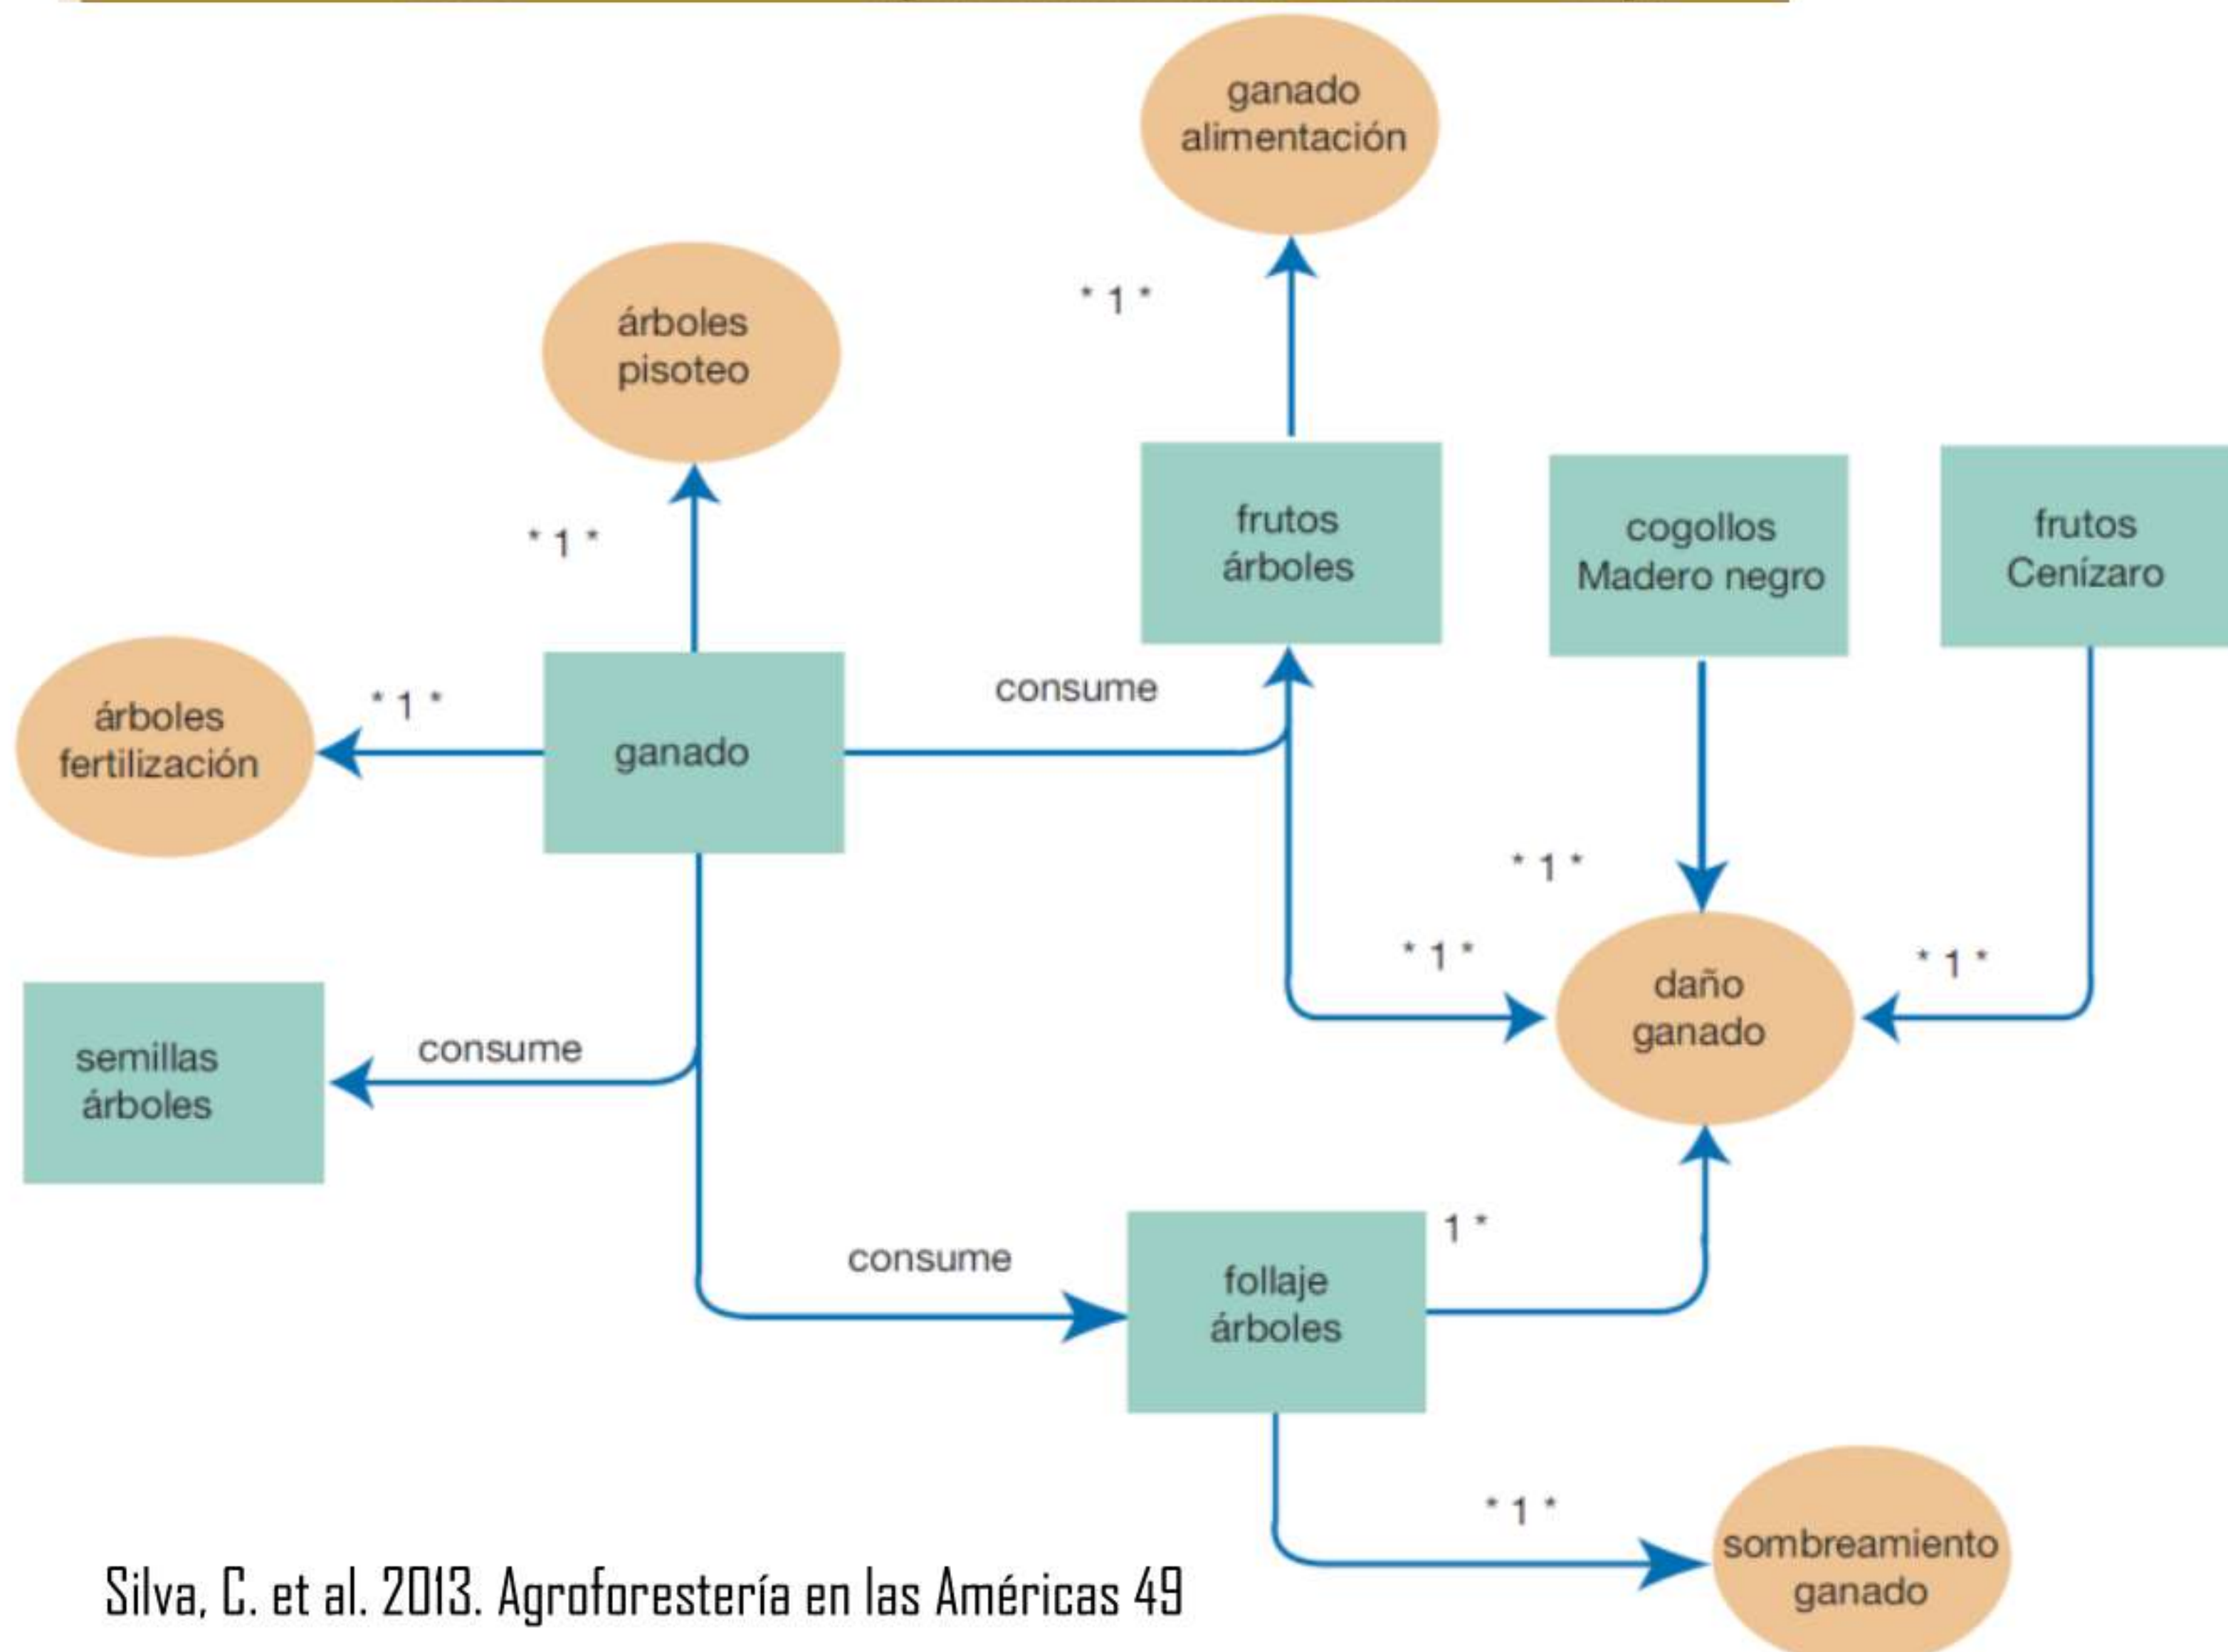 ganado
alimentación
* 1 *
árboles
pisoteo
* 1 *
frutos
árboles
cogollos
Madero negro
frutos
Cenízaro
árboles
fertilización
* 1 *
ganado
consume
* 1 *
* 1 *
* 1 *
daño
ganado
semillas
árboles
consume
consume
follaje
árboles
1 *
* 1 *
sombreamiento
ganado
Silva, C. et al. 2013. Agroforestería en las Américas 49